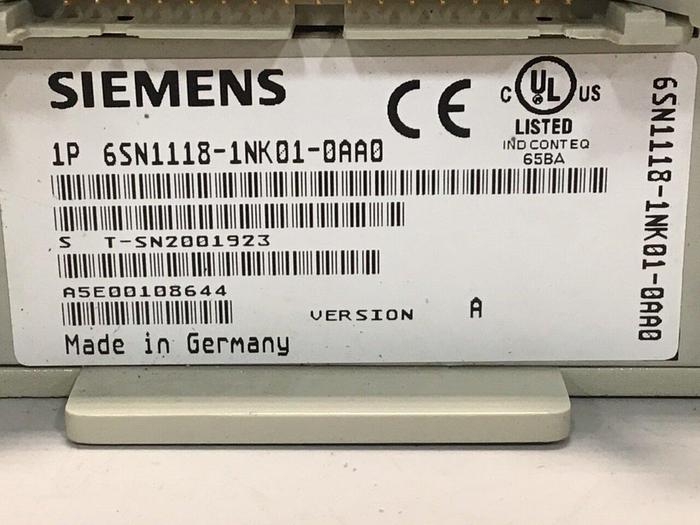 SIEMENS
CE
C UL US
LISTED
IND CONT EQ
65BA
1P 6SN1118-1NK01-0AA0
S T-SN2001923
A5E00108644
VERSION A
Made in Germany
6SN1118-1NK01-0AA0